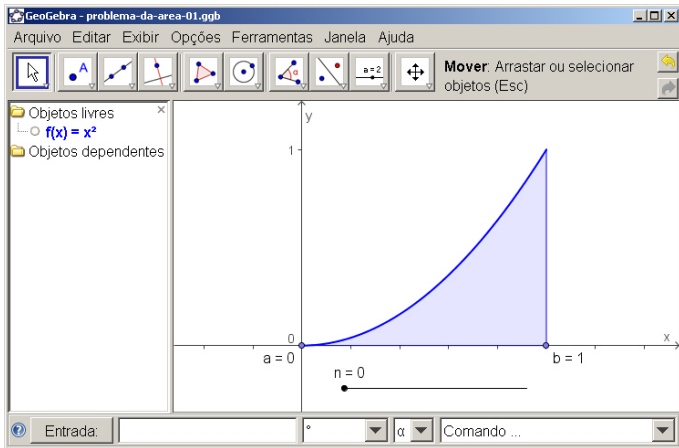 GeoGebra - problema-da-area-01.ggb
Arquivo Editar Exibir Opções Ferramentas Janela Ajuda
A
α
a = 2
Mover: Arrastar ou selecionar
objetos (Esc)
Objetos livres
f(x) = x²
Objetos dependentes
y
1
0
x
a = 0
b = 1
n = 0
Entrada:
°
α
Comando ...